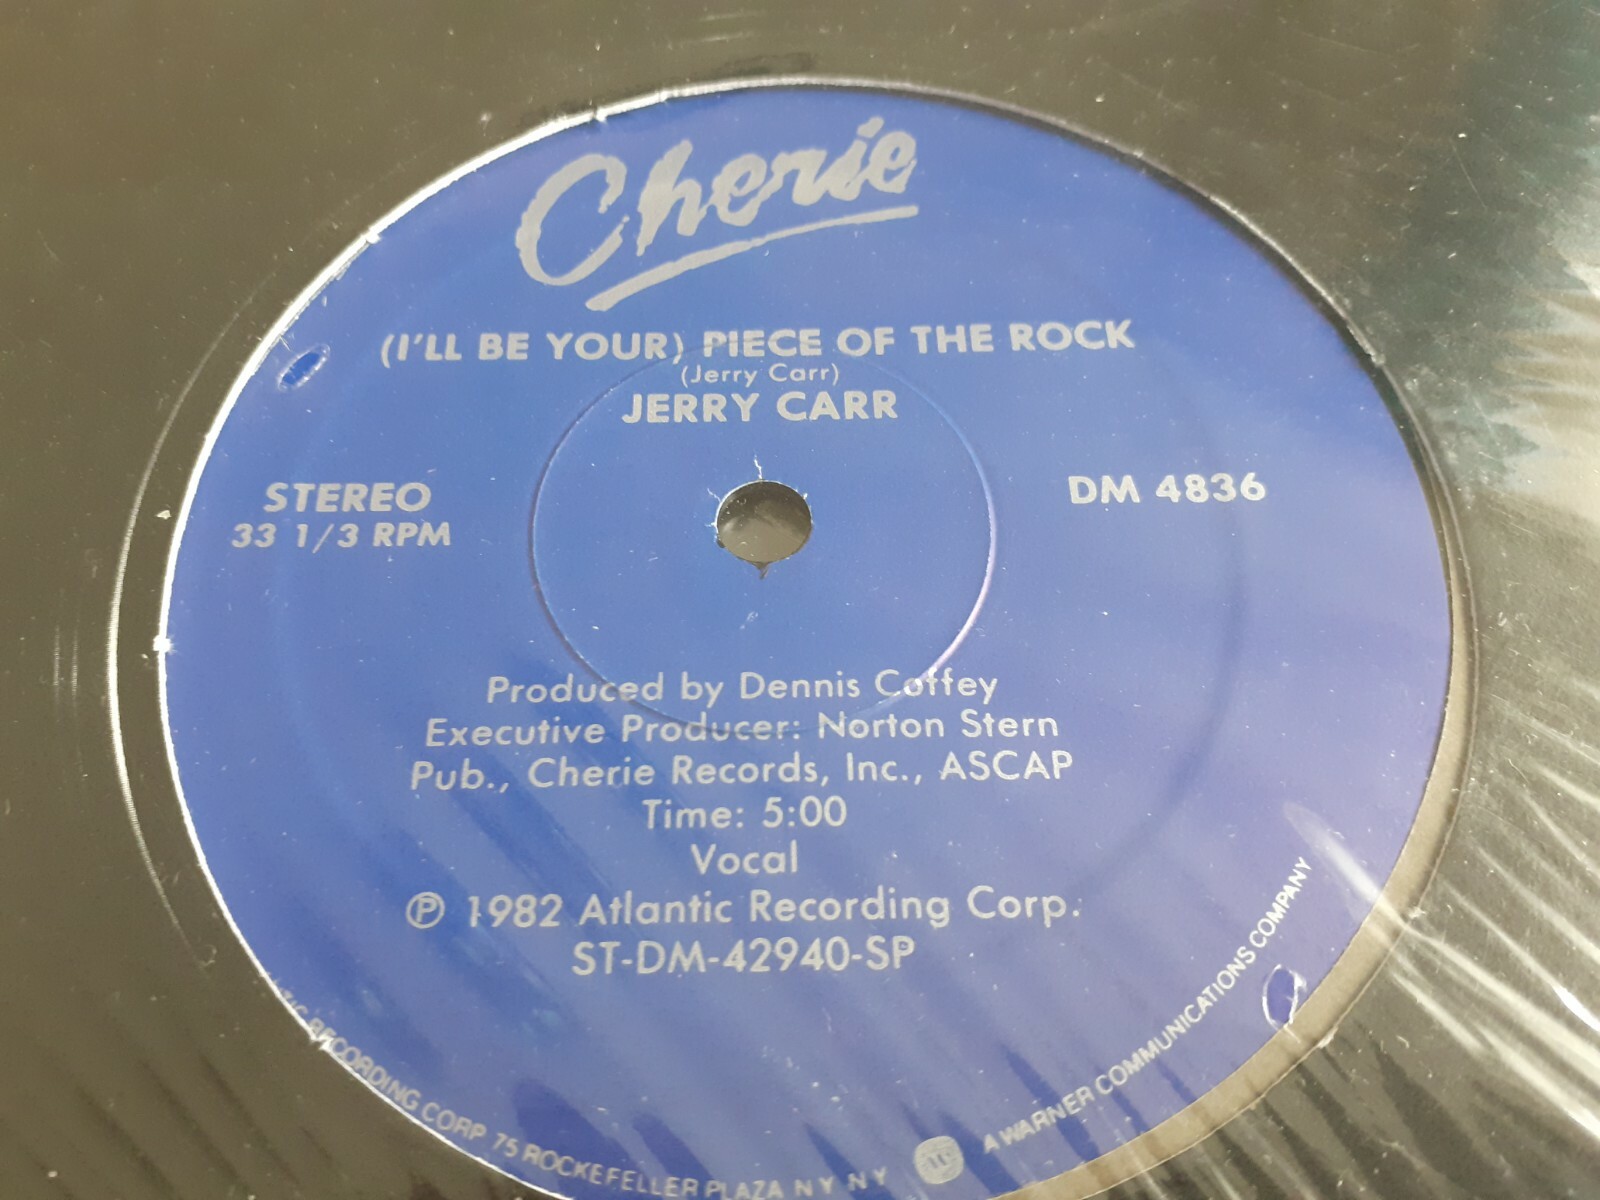 Cherie
(I'LL BE YOUR) PIECE OF THE ROCK
(Jerry Carr)
JERRY CARR
STEREO
33 1/3 RPM
DM 4836
Produced by Dennis Coffey
Executive Producer: Norton Stern
Pub., Cherie Records, Inc., ASCAP
Time: 5:00
Vocal
℗ 1982 Atlantic Recording Corp.
ST-DM-42940-SP
RECORDING CORP 75 ROCKEFELLER PLAZA N Y N Y
A WARNER COMMUNICATIONS COMPANY